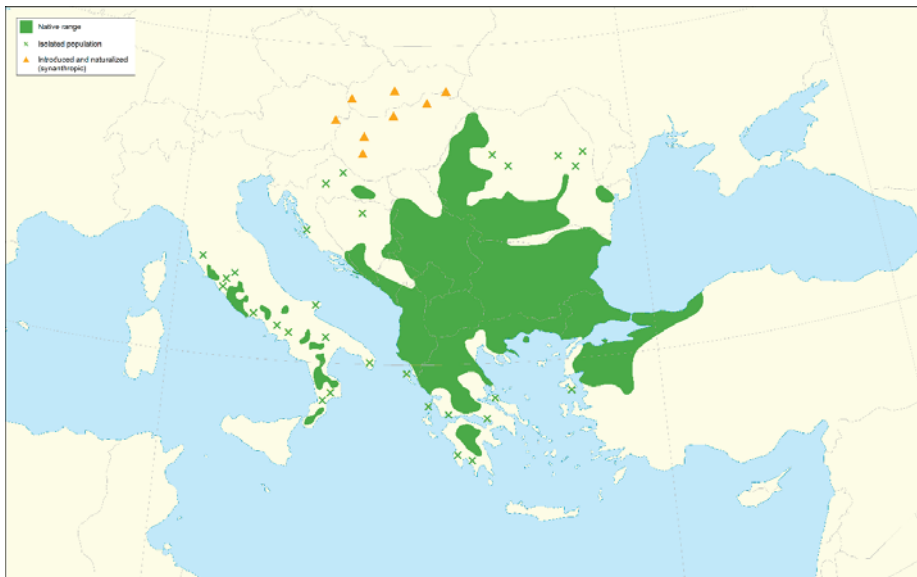 Native range
Isolated population
Introduced and naturalized
(synanthropic)